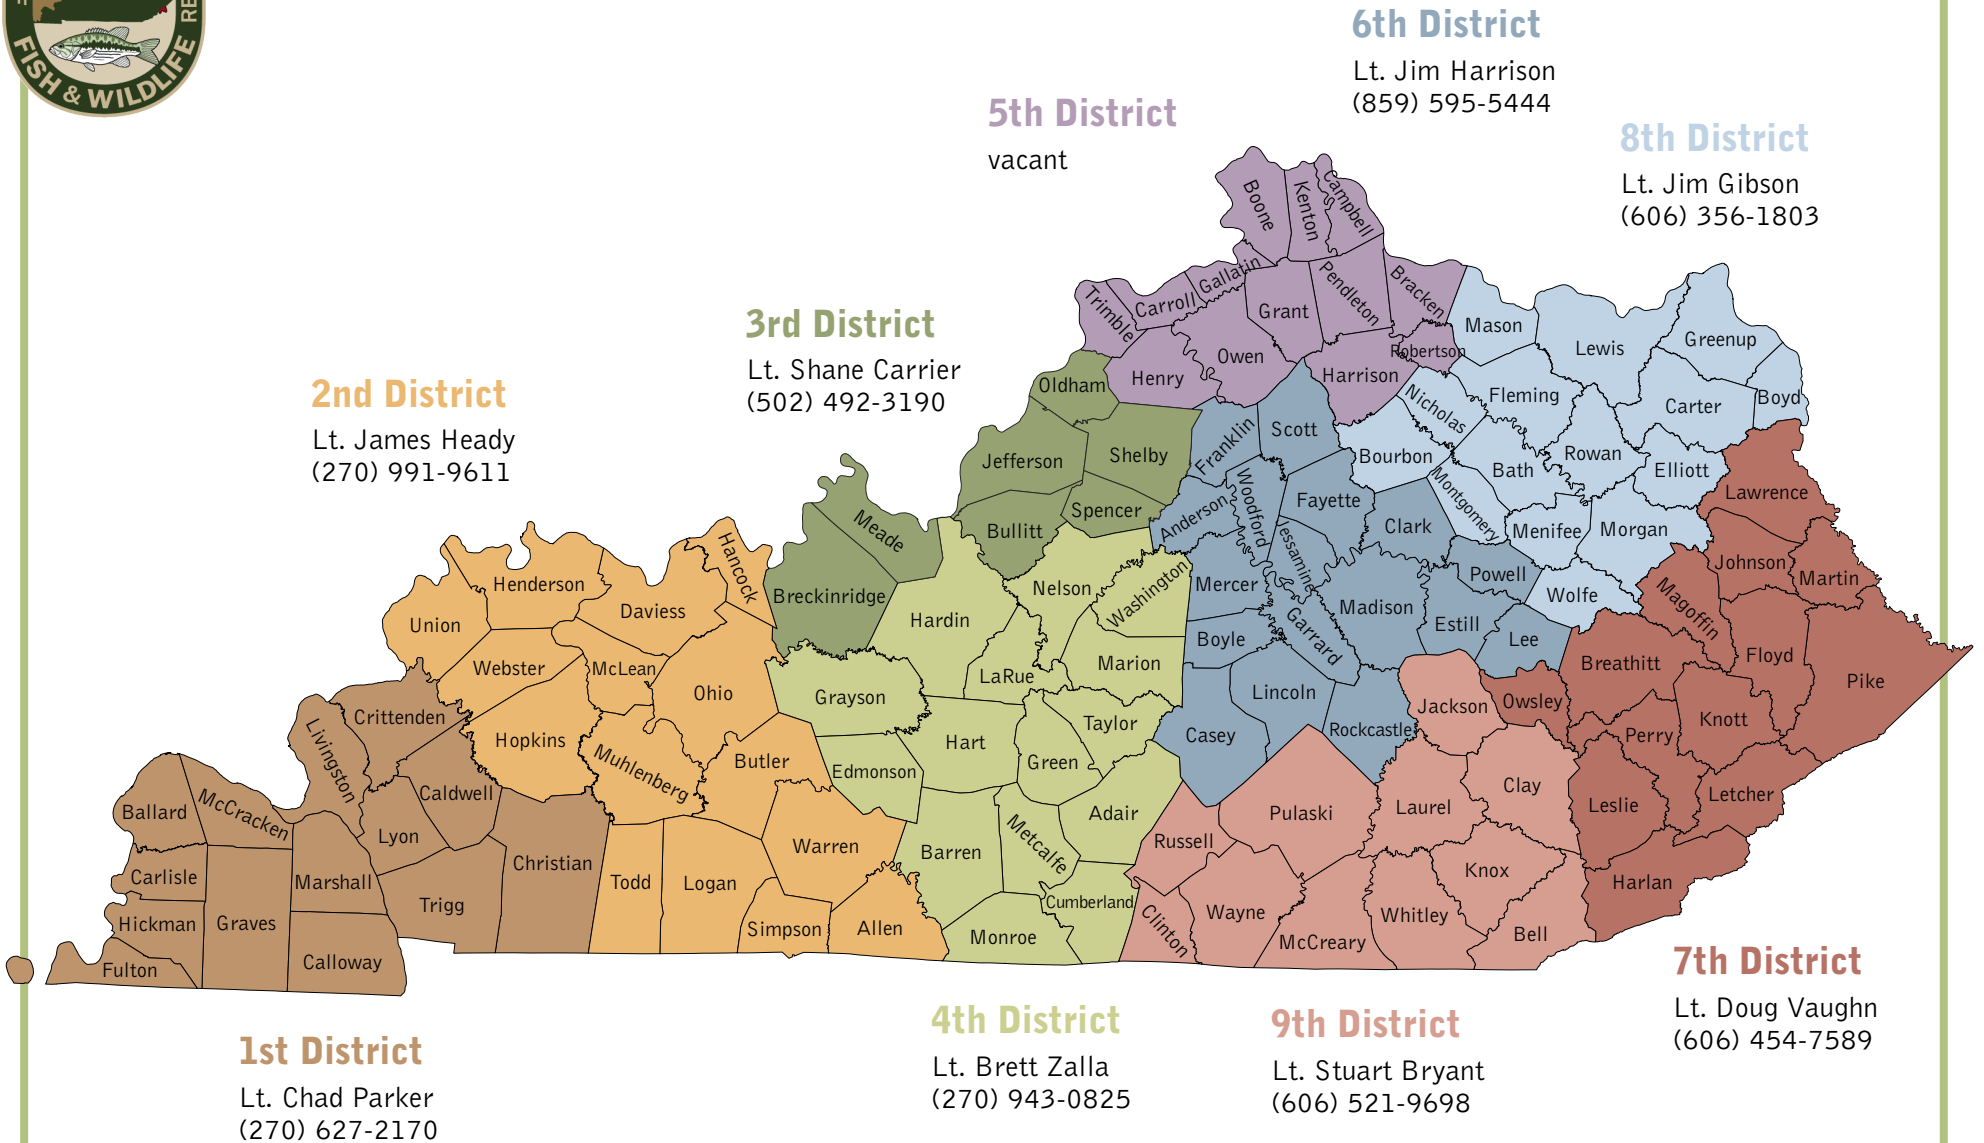 FISH & WILDLIFE
RE
6th District
Lt. Jim Harrison
(859) 595-5444
5th District
vacant
8th District
Lt. Jim Gibson
(606) 356-1803
3rd District
Lt. Shane Carrier
(502) 492-3190
2nd District
Lt. James Heady
(270) 991-9611
Boone
Kenton
Campbell
Trimble
Carroll
Gallatin
Grant
Pendleton
Bracken
Henry
Owen
Harrison
Robertson
Mason
Lewis
Greenup
Fleming
Nicholas
Carter
Boyd
Bourbon
Bath
Rowan
Elliott
Montgomery
Menifee
Morgan
Wolfe
Oldham
Jefferson
Shelby
Bullitt
Spencer
Meade
Breckinridge
Franklin
Scott
Woodford
Fayette
Anderson
Jessamine
Clark
Mercer
Powell
Madison
Estill
Lee
Boyle
Garrard
Lincoln
Casey
Rockcastle
Lawrence
Johnson
Martin
Magoffin
Floyd
Pike
Breathitt
Owsley
Knott
Perry
Leslie
Letcher
Harlan
Hancock
Henderson
Daviess
Union
Webster
McLean
Ohio
Hopkins
Muhlenberg
Butler
Warren
Todd
Logan
Simpson
Allen
Nelson
Washington
Hardin
LaRue
Marion
Grayson
Hart
Taylor
Green
Edmonson
Adair
Barren
Metcalfe
Cumberland
Monroe
Crittenden
Livingston
Caldwell
Lyon
Ballard
McCracken
Christian
Carlisle
Marshall
Trigg
Hickman
Graves
Calloway
Fulton
Jackson
Clay
Laurel
Pulaski
Russell
Knox
Wayne
Whitley
Clinton
McCreary
Bell
7th District
Lt. Doug Vaughn
(606) 454-7589
4th District
Lt. Brett Zalla
(270) 943-0825
9th District
Lt. Stuart Bryant
(606) 521-9698
1st District
Lt. Chad Parker
(270) 627-2170